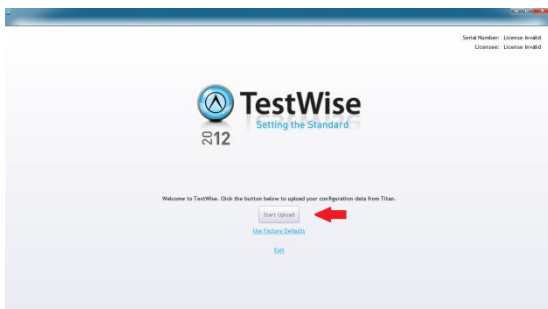 Serial Number: License Invalid
Licensee: License Invalid
TestWise
Setting the Standard
2012
Welcome to TestWise. Click the button below to upload your configuration data from Titan.
Start Upload
Use Factory Defaults
Exit